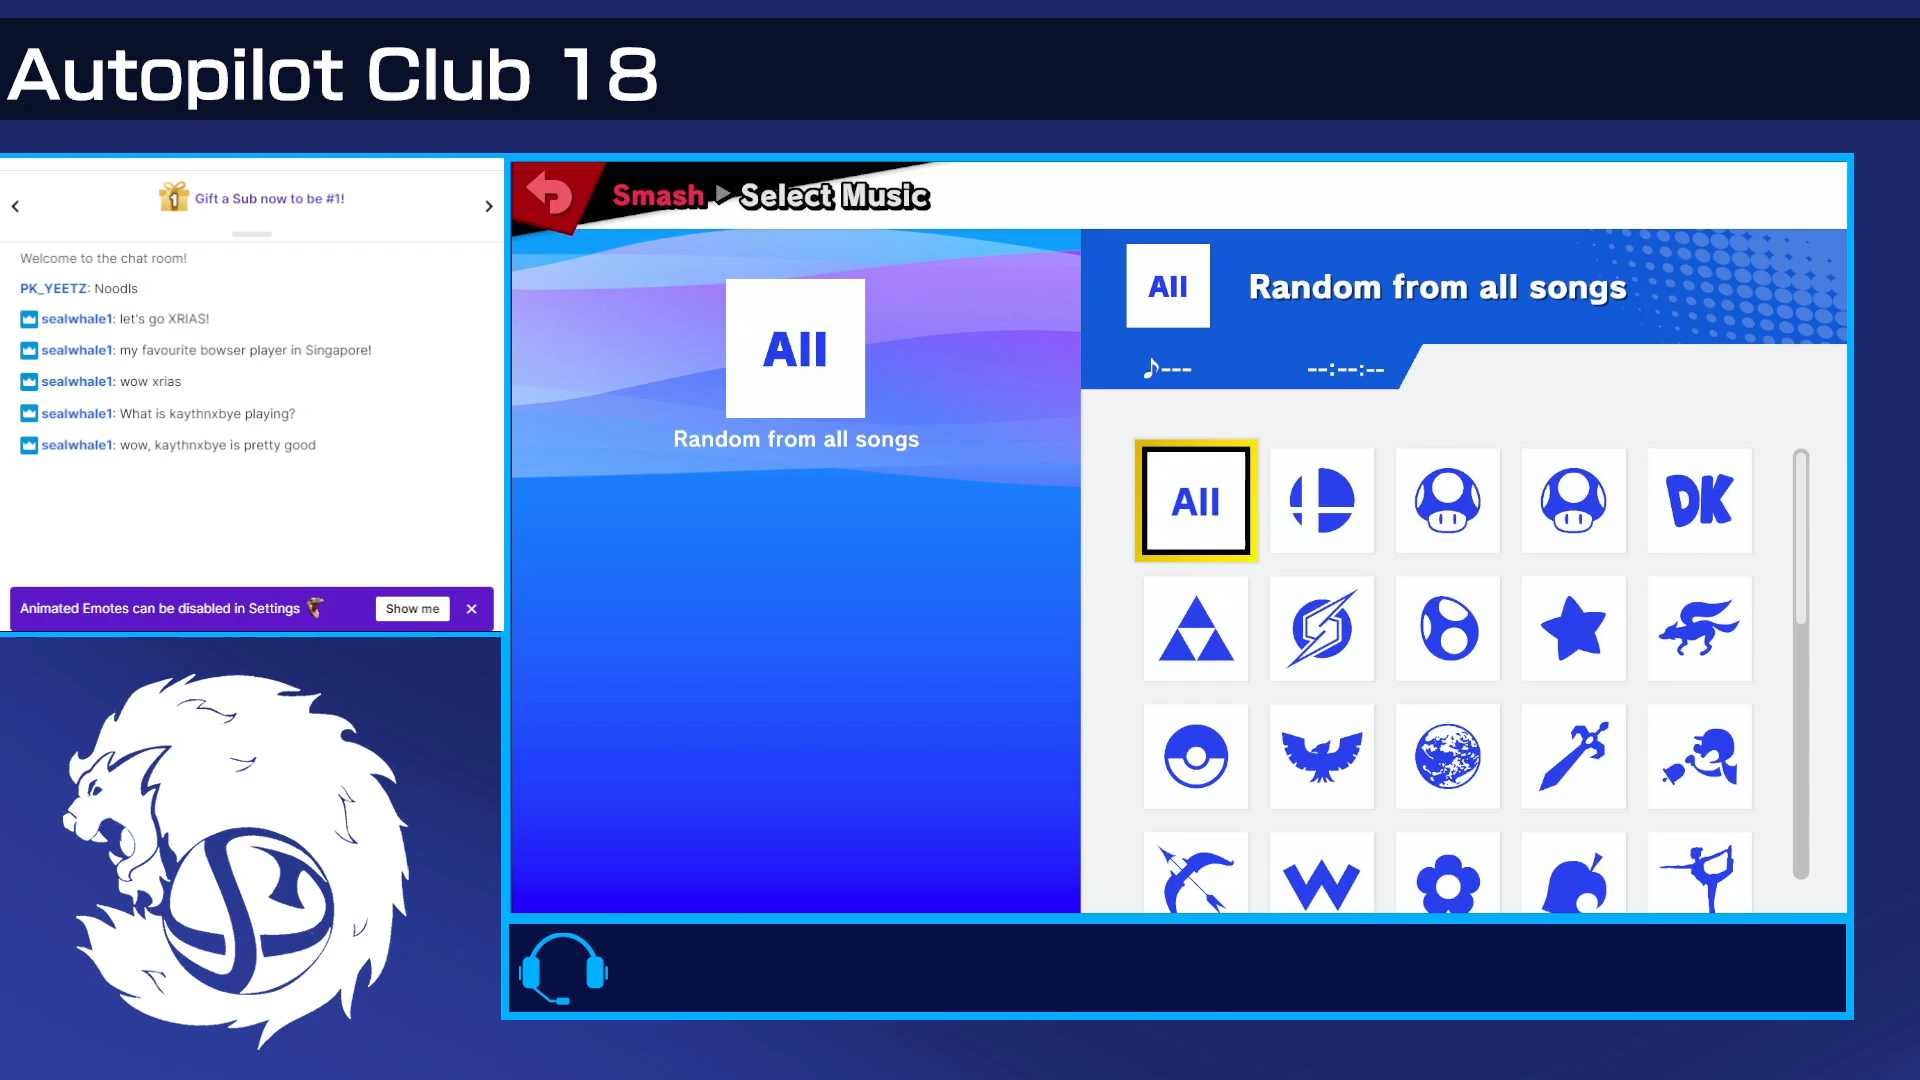 Autopilot Club 18
1 Gift a Sub now to be #1!
Welcome to the chat room!
PK_YEETZ: Noodls
sealwhale1: let's go XRIAS!
sealwhale1: my favourite bowser player in Singapore!
sealwhale1: wow xrias
sealwhale1: What is kaythnxbye playing?
sealwhale1: wow, kaythnxbye is pretty good
Animated Emotes can be disabled in Settings
Show me
Smash ▶ Select Music
All
Random from all songs
All
Random from all songs
♪--- --:--:--
All
DK